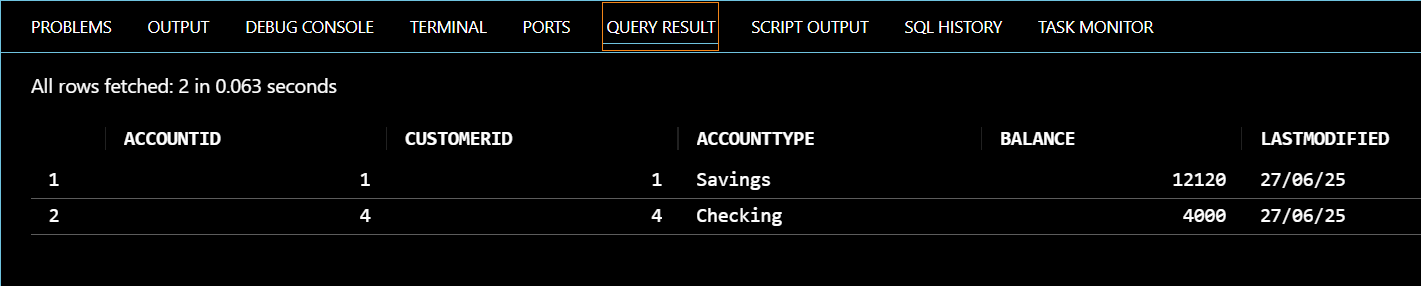 PROBLEMS OUTPUT DEBUG CONSOLE TERMINAL PORTS QUERY RESULT SCRIPT OUTPUT SQL HISTORY TASK MONITOR
All rows fetched: 2 in 0.063 seconds
ACCOUNTID CUSTOMERID ACCOUNTTYPE BALANCE LASTMODIFIED
1 1 1 Savings 12120 27/06/25
2 4 4 Checking 4000 27/06/25